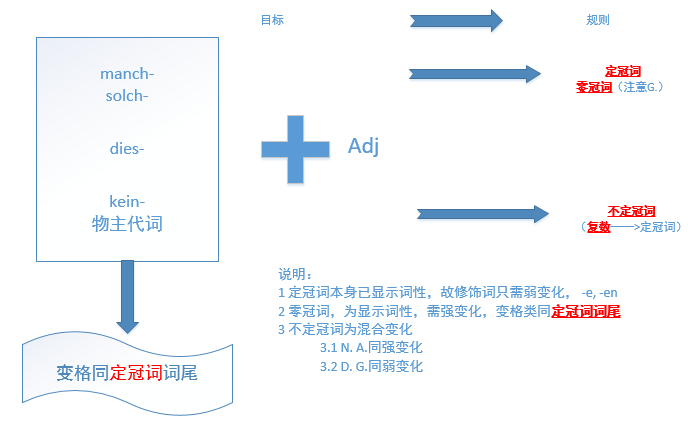 目标
规则
manch-
solch-
dies-
kein-
物主代词
Adj
定冠词
零冠词（注意G.）
不定冠词
（复数——>定冠词）
变格同定冠词词尾
说明：
1 定冠词本身已显示词性，故修饰词只需弱变化， -e, -en
2 零冠词，为显示词性，需强变化，变格类同定冠词词尾
3 不定冠词为混合变化
3.1 N. A.同强变化
3.2 D. G.同弱变化